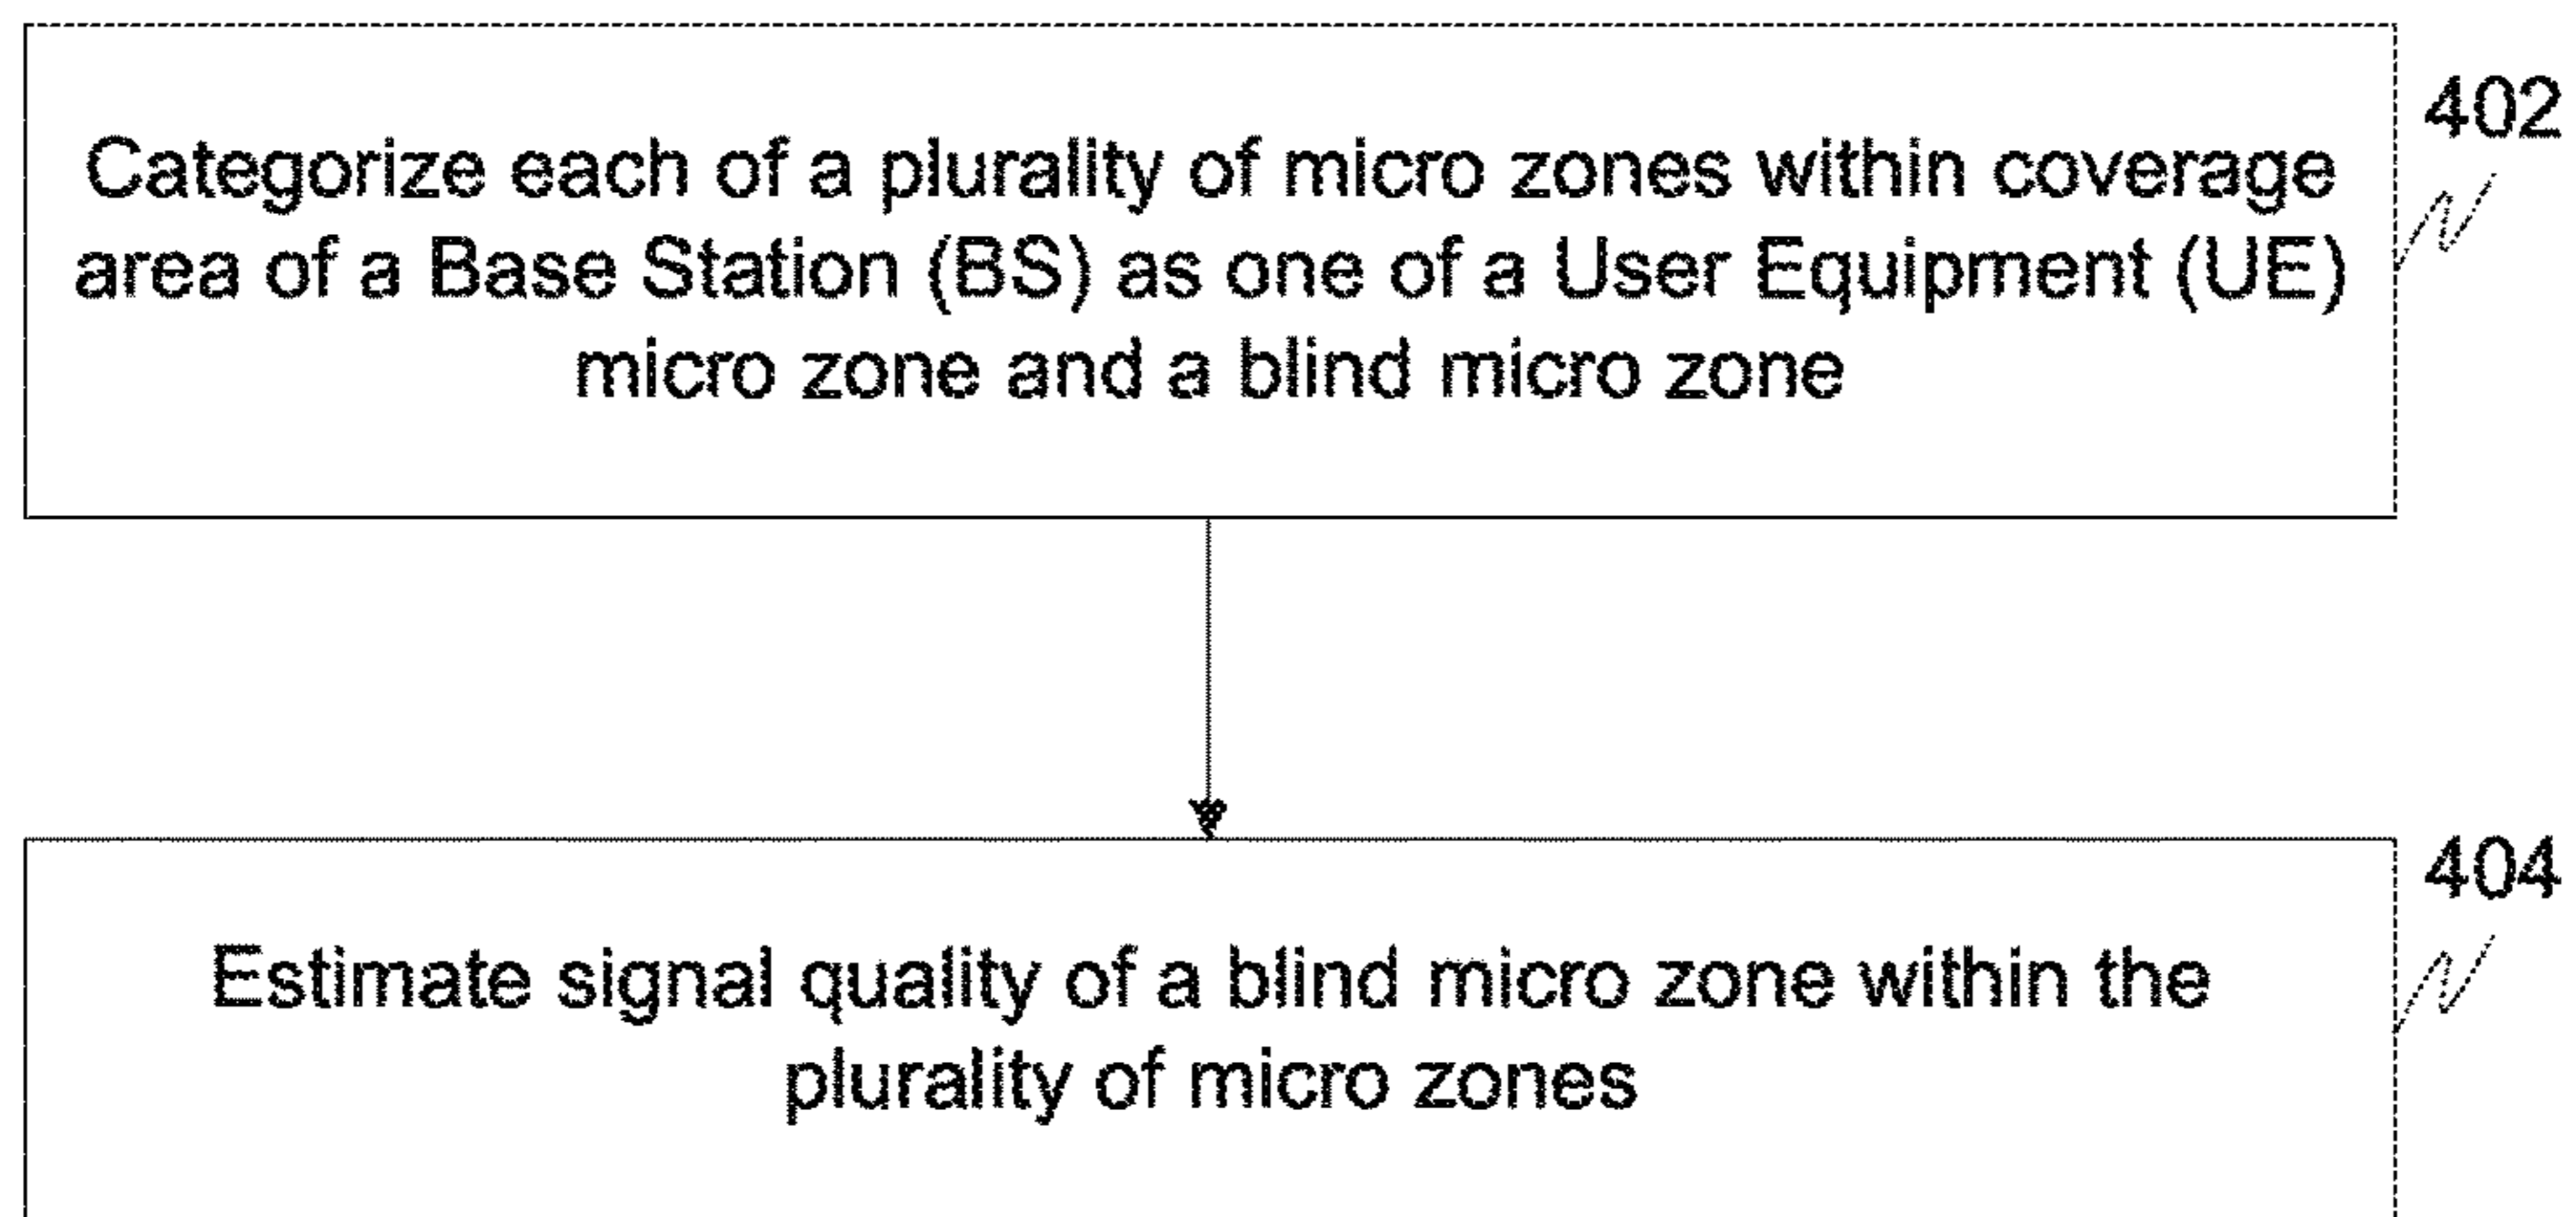 402
Categorize each of a plurality of micro zones within coverage
area of a Base Station (BS) as one of a User Equipment (UE)
micro zone and a blind micro zone
404
Estimate signal quality of a blind micro zone within the
plurality of micro zones